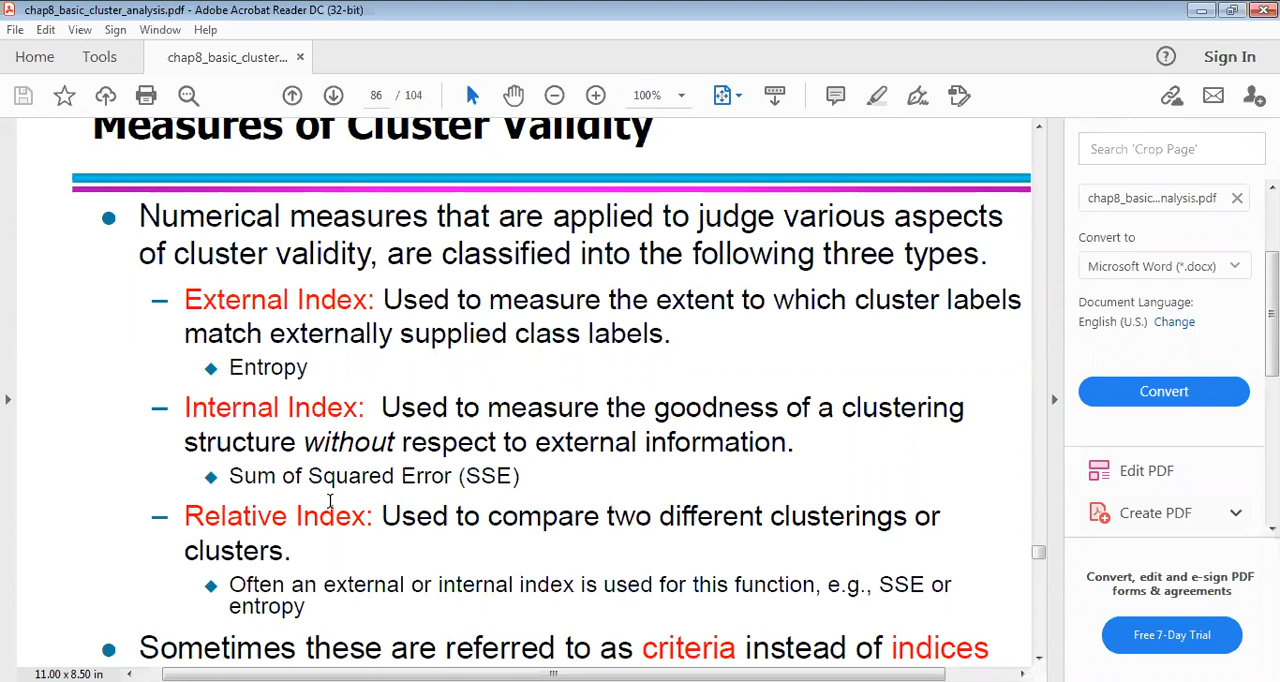 chap8_basic_cluster_analysis.pdf - Adobe Acrobat Reader DC (32-bit)
File Edit View Sign Window Help
Home Tools chap8_basic_cluster... × Sign In
86 / 104 100%
Measures of Cluster Validity
Numerical measures that are applied to judge various aspects
of cluster validity, are classified into the following three types.
– External Index: Used to measure the extent to which cluster labels
match externally supplied class labels.
Entropy
– Internal Index: Used to measure the goodness of a clustering
structure without respect to external information.
Sum of Squared Error (SSE)
– Relative Index: Used to compare two different clusterings or
clusters.
Often an external or internal index is used for this function, e.g., SSE or
entropy
Sometimes these are referred to as criteria instead of indices
11.00 x 8.50 in
Search 'Crop Page'
chap8_basic...nalysis.pdf
Convert to
Microsoft Word (*.docx)
Document Language:
English (U.S.) Change
Convert
Edit PDF
Create PDF
Convert, edit and e-sign PDF
forms & agreements
Free 7-Day Trial